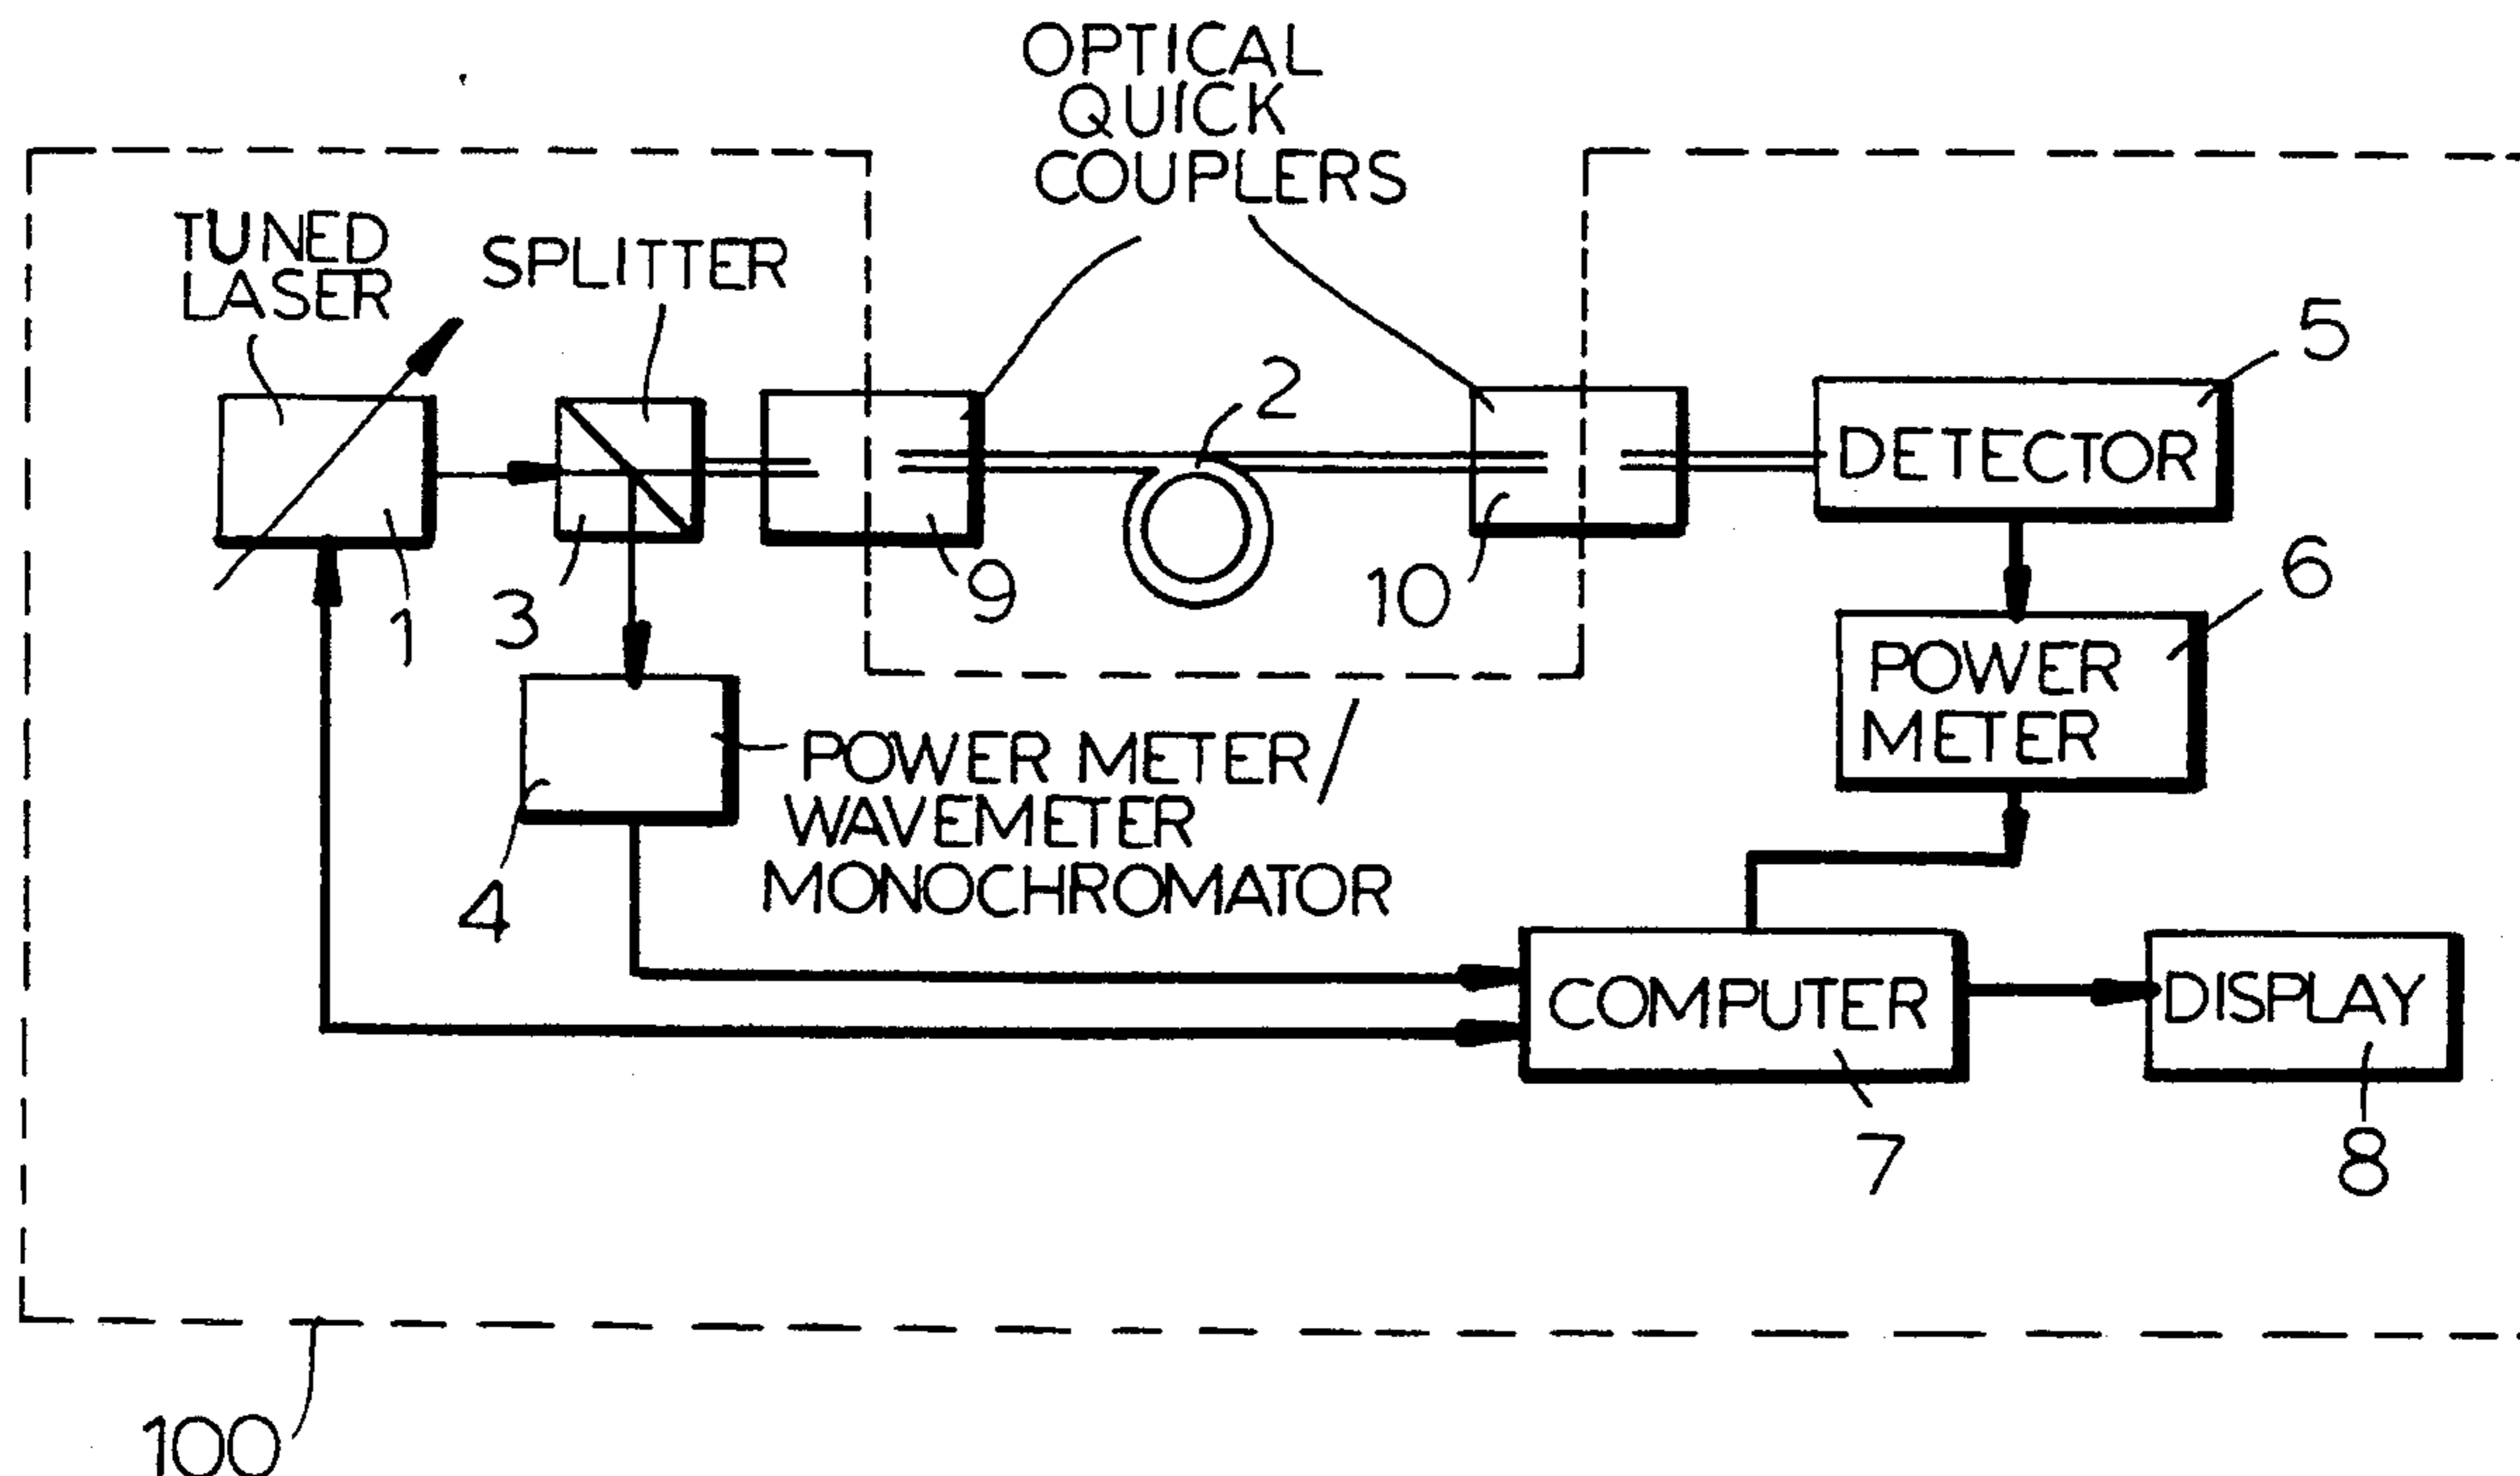 OPTICAL
QUICK
COUPLERS
TUNED
LASER
SPLITTER
1
3
9
2
10
5
DETECTOR
6
POWER
METER
4
POWER METER/
WAVEMETER
MONOCHROMATOR
COMPUTER
7
DISPLAY
8
100